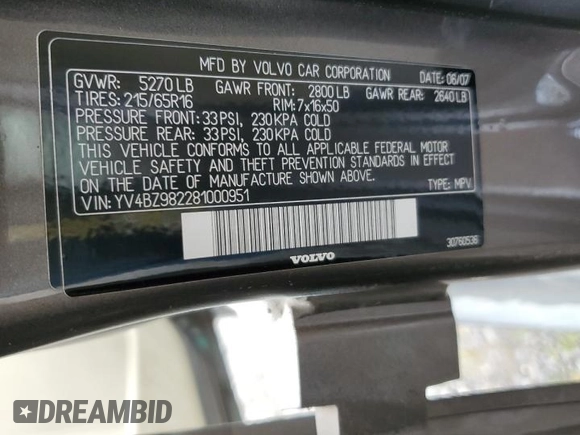 MFD BY VOLVO CAR CORPORATION DATE: 06/07
GVWR: 5270 LB GAWR FRONT: 2800 LB GAWR REAR: 2640 LB
TIRES: 215/65R16 RIM: 7x16x50
PRESSURE FRONT: 33 PSI, 230 KPA COLD
PRESSURE REAR: 33 PSI, 230 KPA COLD
THIS VEHICLE CONFORMS TO ALL APPLICABLE FEDERAL MOTOR
VEHICLE SAFETY AND THEFT PREVENTION STANDARDS IN EFFECT
ON THE DATE OF MANUFACTURE SHOWN ABOVE.
VIN: YV4BZ982281000951 TYPE: MPV
VOLVO
DREAMBID